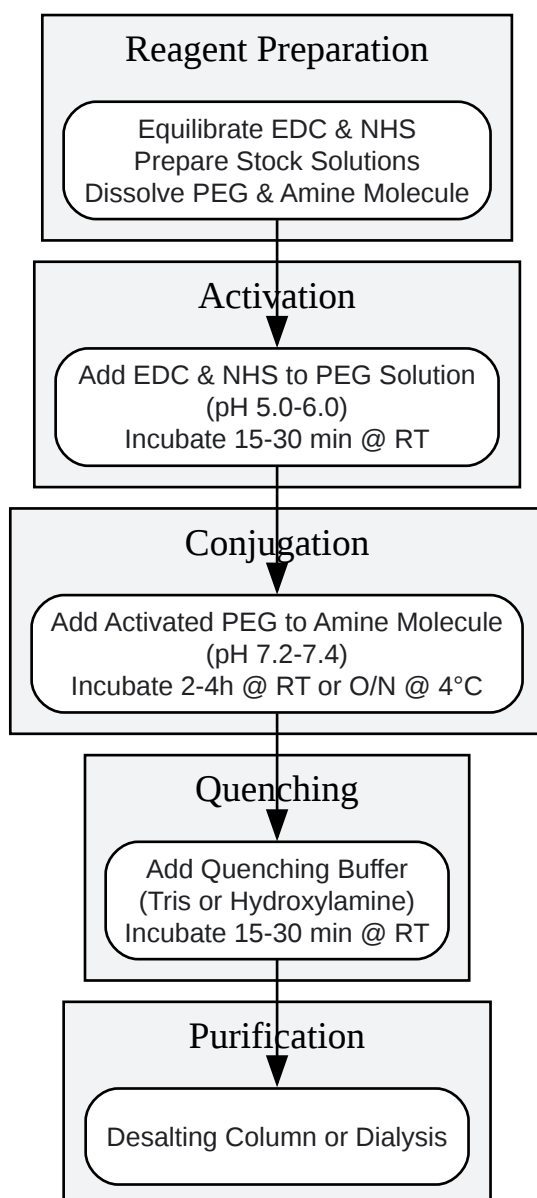 Reagent Preparation
Equilibrate EDC & NHS
Prepare Stock Solutions
Dissolve PEG & Amine Molecule
Activation
Add EDC & NHS to PEG Solution
(pH 5.0-6.0)
Incubate 15-30 min @ RT
Conjugation
Add Activated PEG to Amine Molecule
(pH 7.2-7.4)
Incubate 2-4h @ RT or O/N @ 4°C
Quenching
Add Quenching Buffer
(Tris or Hydroxylamine)
Incubate 15-30 min @ RT
Purification
Desalting Column or Dialysis